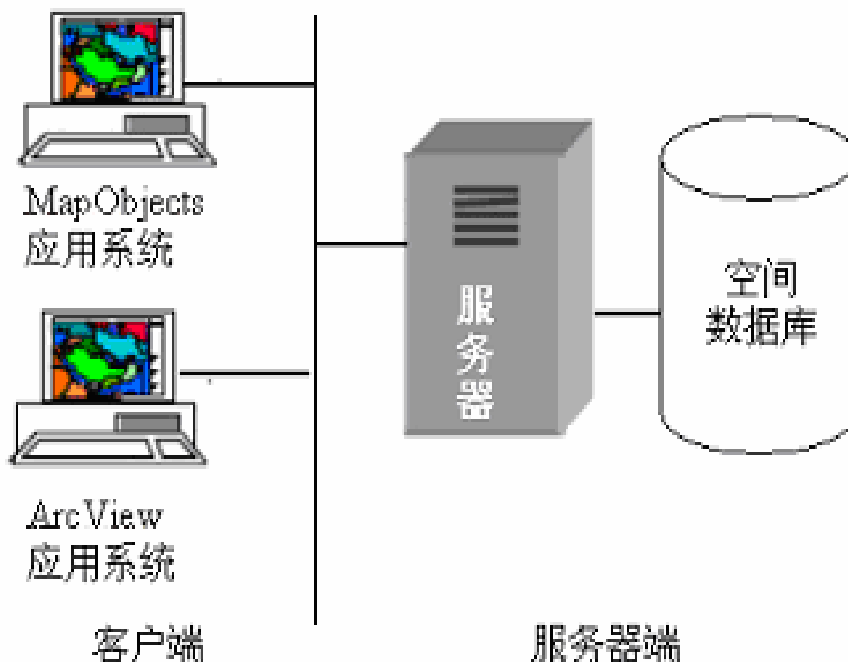 MapObjects
应用系统
服务器
空间
数据库
ArcView
应用系统
客户端
服务器端